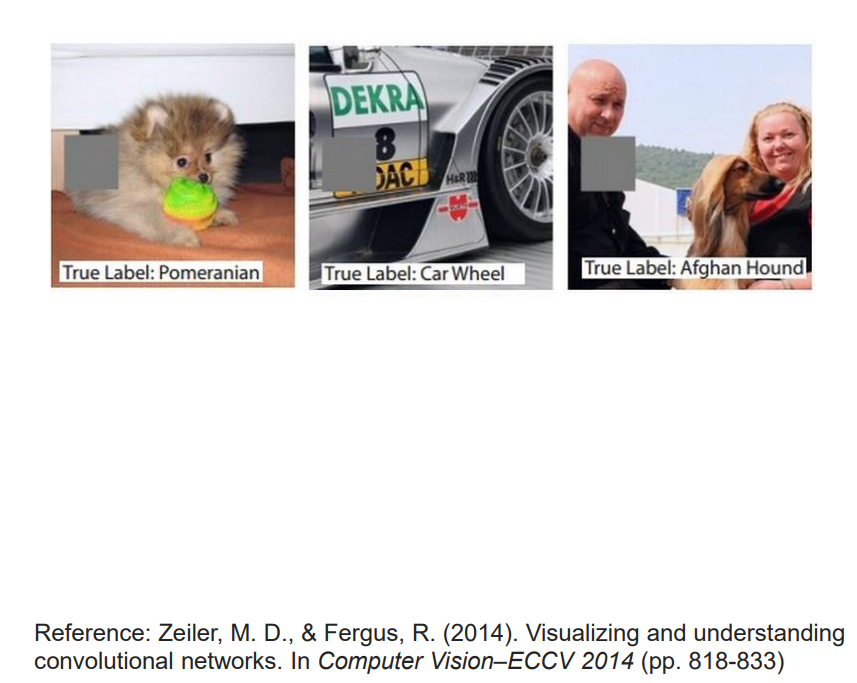 DEKRA
8
DAC
H&R
True Label: Pomeranian
True Label: Car Wheel
True Label: Afghan Hound
Reference: Zeiler, M. D., & Fergus, R. (2014). Visualizing and understanding
convolutional networks. In Computer Vision–ECCV 2014 (pp. 818-833)